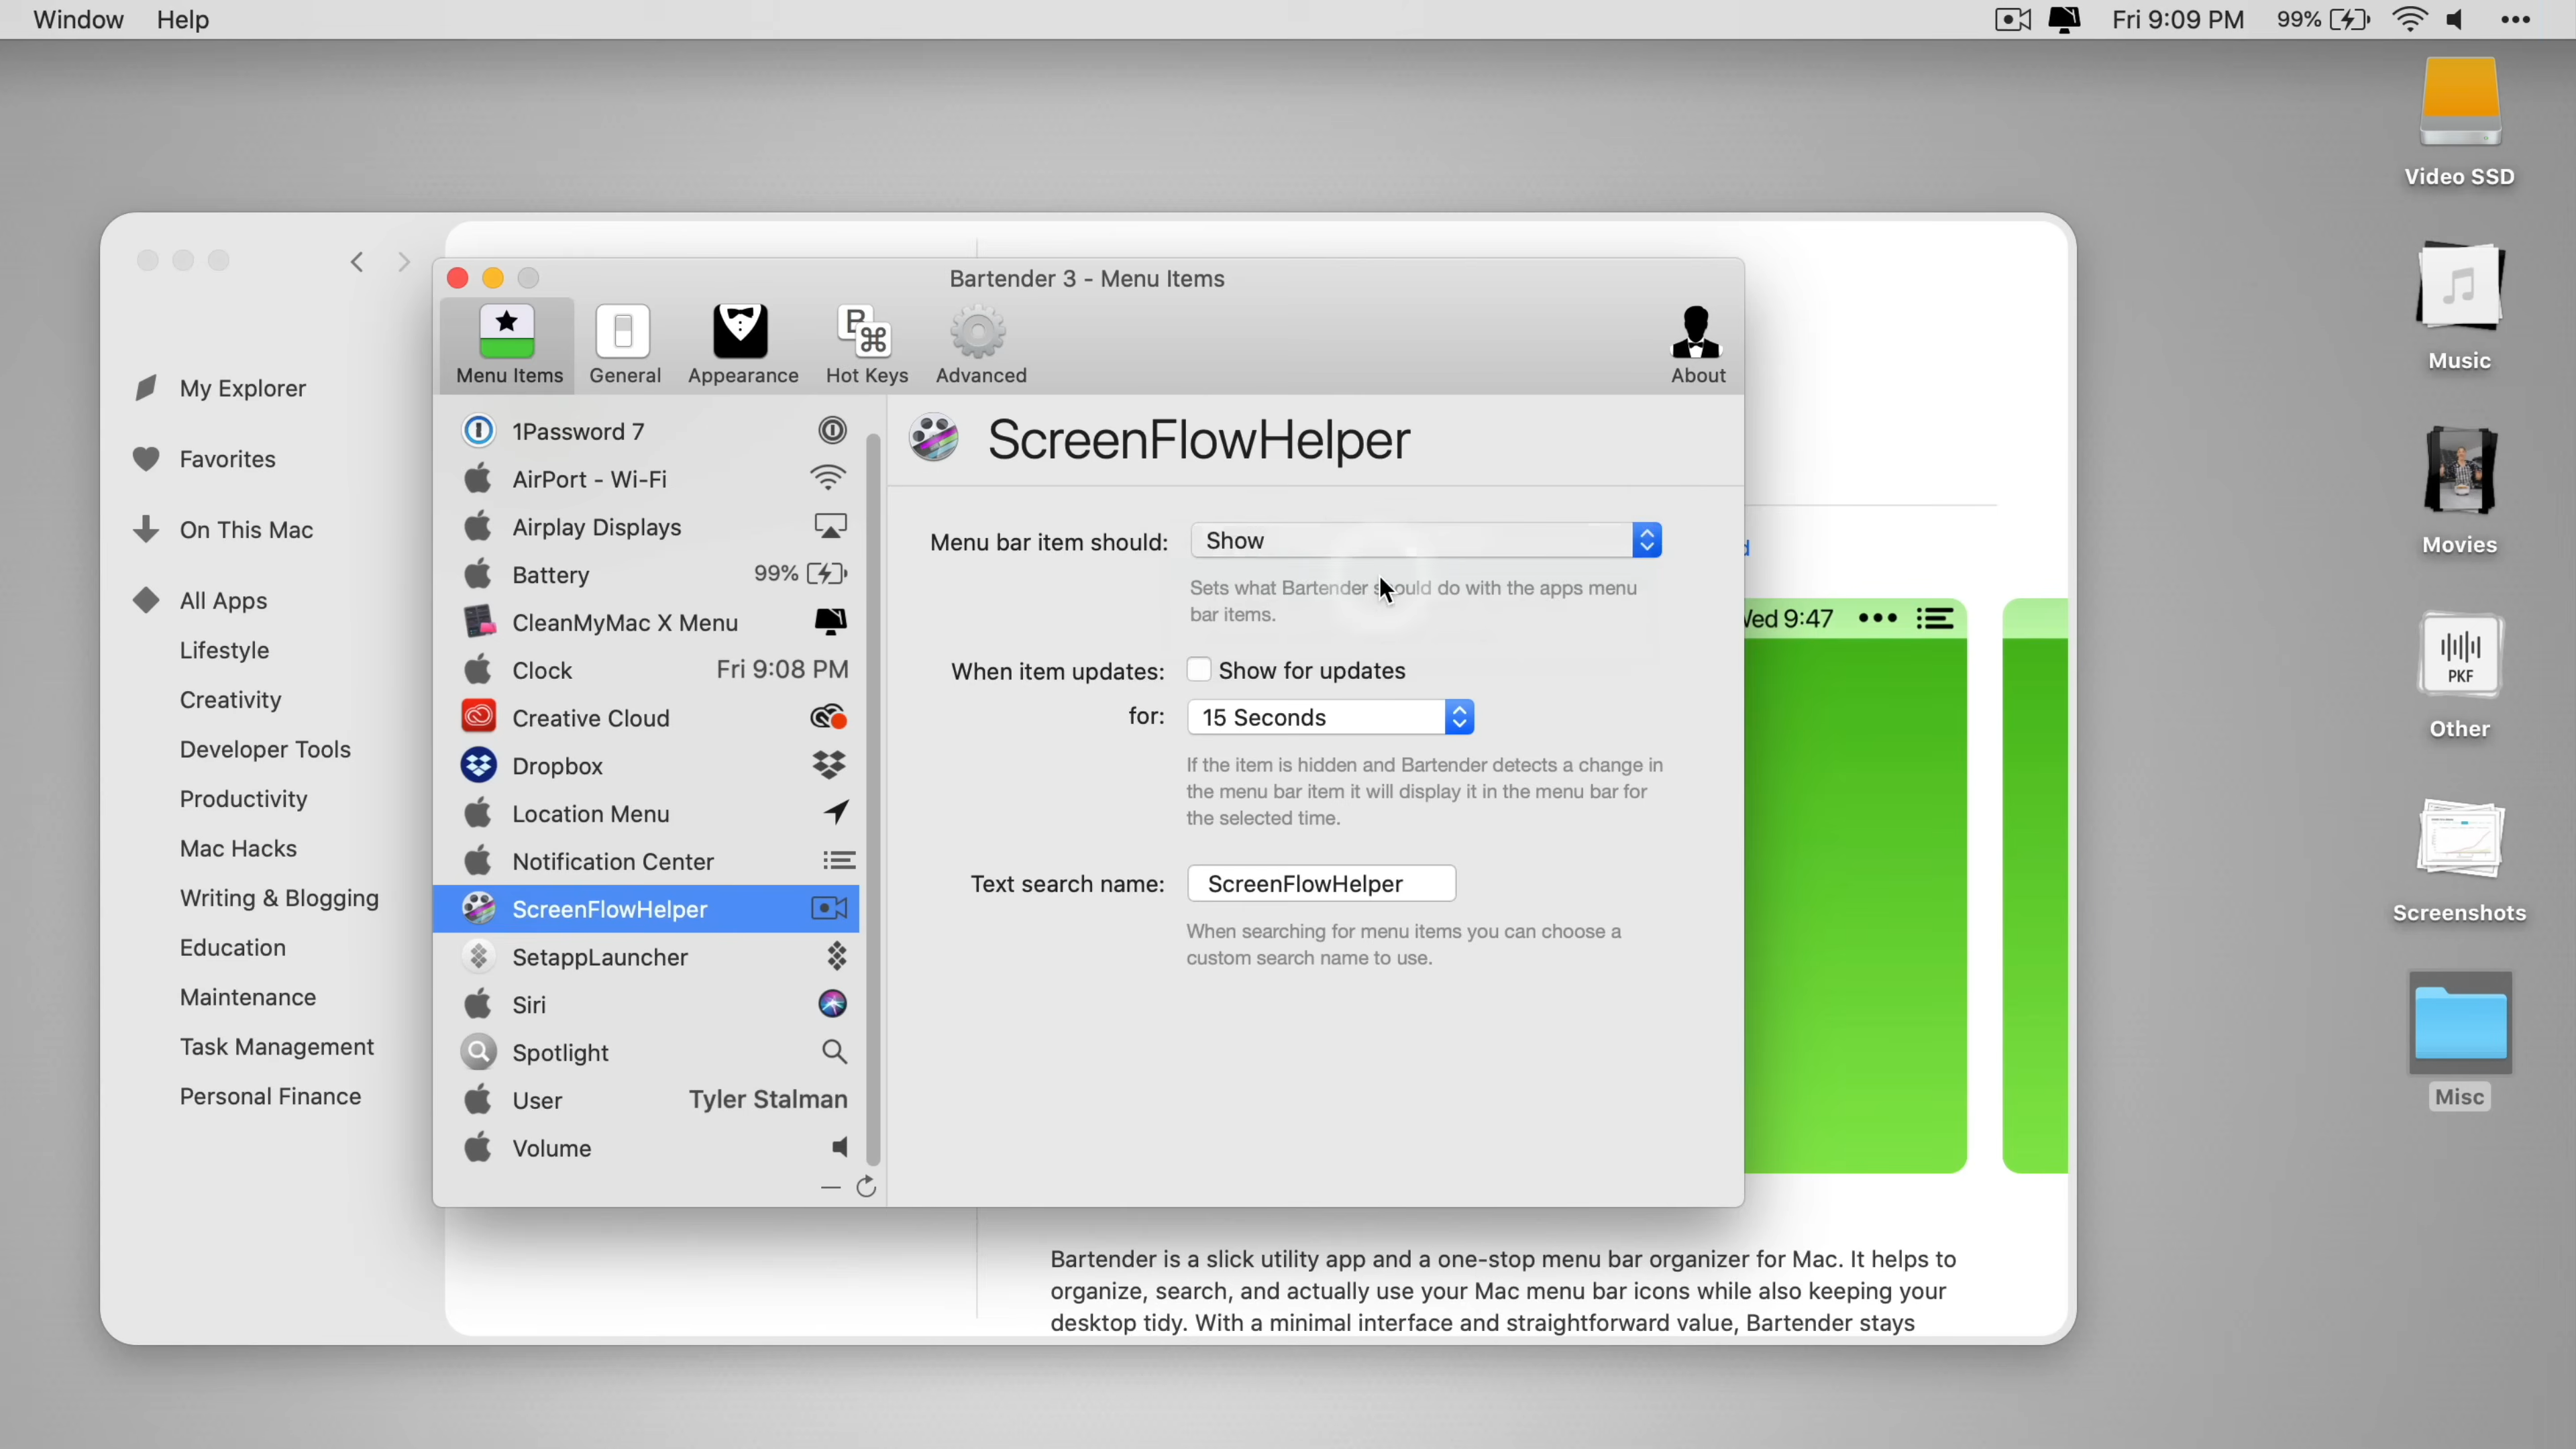 Window Help
Fri 9:09 PM 99%
Video SSD
Music
Movies
PKF
Other
Screenshots
Misc
My Explorer
Favorites
On This Mac
All Apps
Lifestyle
Creativity
Developer Tools
Productivity
Mac Hacks
Writing & Blogging
Education
Maintenance
Task Management
Personal Finance
Bartender 3 - Menu Items
B ⌘
Menu Items General Appearance Hot Keys Advanced About
1Password 7
AirPort - Wi-Fi
Airplay Displays
Battery 99%
CleanMyMac X Menu
Clock Fri 9:08 PM
Creative Cloud
Dropbox
Location Menu
Notification Center
ScreenFlowHelper
SetappLauncher
Siri
Spotlight
User Tyler Stalman
Volume
ScreenFlowHelper
Menu bar item should: Show
Sets what Bartender should do with the apps menu
bar items.
When item updates: Show for updates
for: 15 Seconds
If the item is hidden and Bartender detects a change in
the menu bar item it will display it in the menu bar for
the selected time.
Text search name: ScreenFlowHelper
When searching for menu items you can choose a
custom search name to use.
9:47
Bartender is a slick utility app and a one-stop menu bar organizer for Mac. It helps to
organize, search, and actually use your Mac menu bar icons while also keeping your
desktop tidy. With a minimal interface and straightforward value, Bartender stays